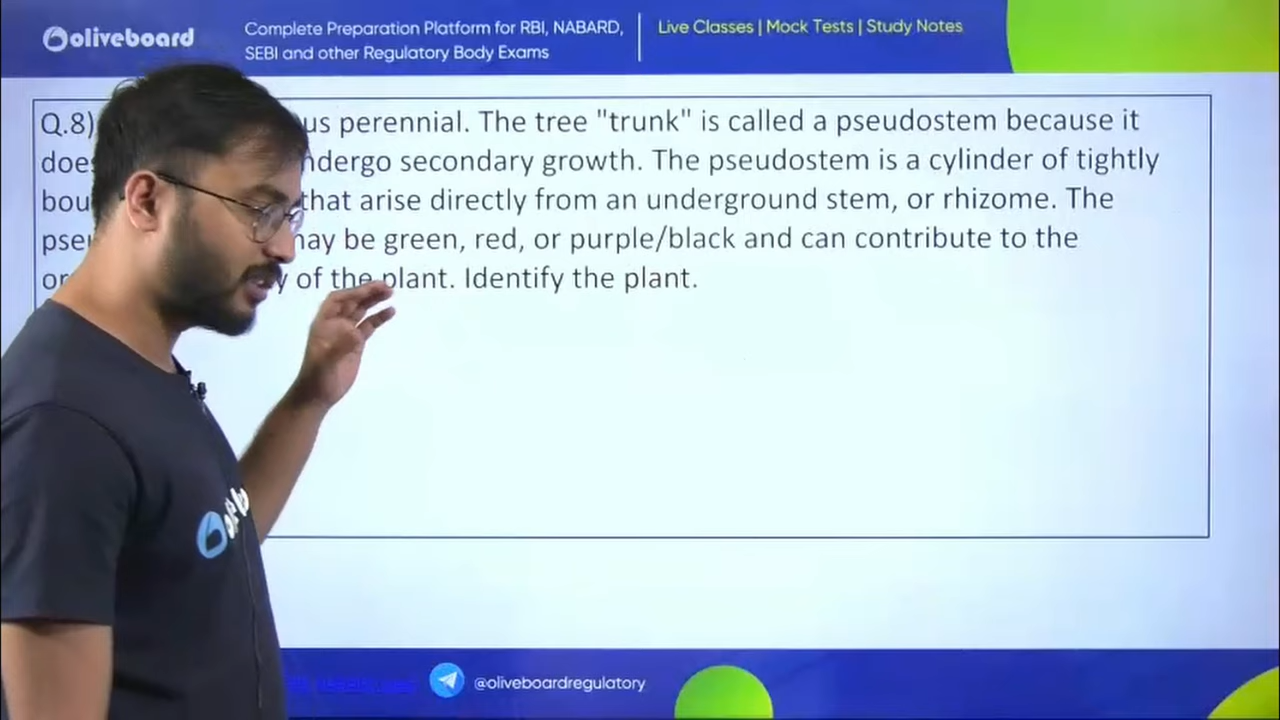 oliveboard
Complete Preparation Platform for RBI, NABARD,
SEBI and other Regulatory Body Exams
Live Classes | Mock Tests | Study Notes
Q.8) us perennial. The tree "trunk" is called a pseudostem because it
does ndergo secondary growth. The pseudostem is a cylinder of tightly
bou that arise directly from an underground stem, or rhizome. The
pseu may be green, red, or purple/black and can contribute to the
or y of the plant. Identify the plant.
@oliveboardregulatory